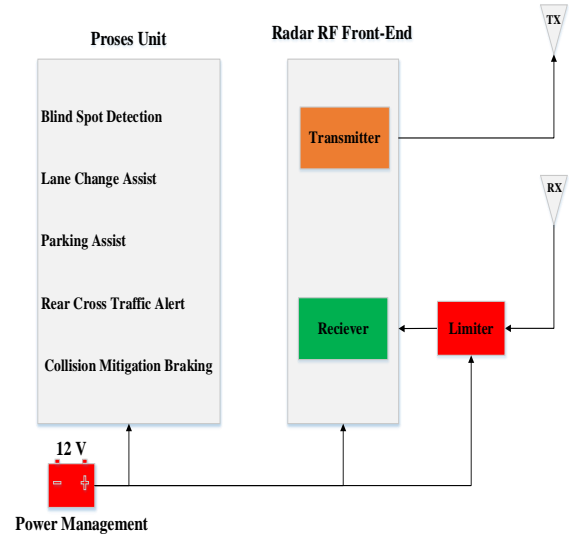 Proses Unit
Radar RF Front-End
TX
Blind Spot Detection
Transmitter
Lane Change Assist
RX
Parking Assist
Rear Cross Traffic Alert
Reciever
Limiter
Collision Mitigation Braking
12 V
- +
Power Management